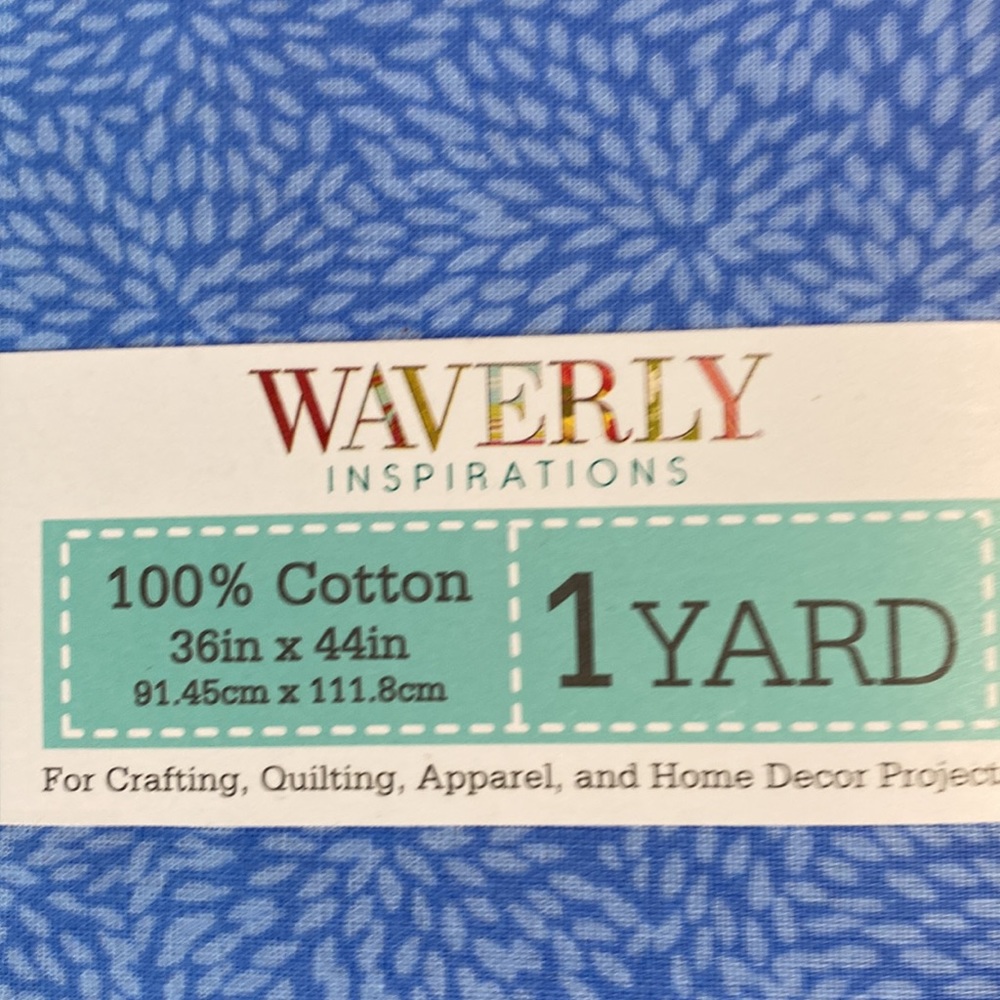 WAVERLY
INSPIRATIONS
100% Cotton
36in x 44in
91.45cm x 111.8cm
1 YARD
For Crafting, Quilting, Apparel, and Home Decor Project